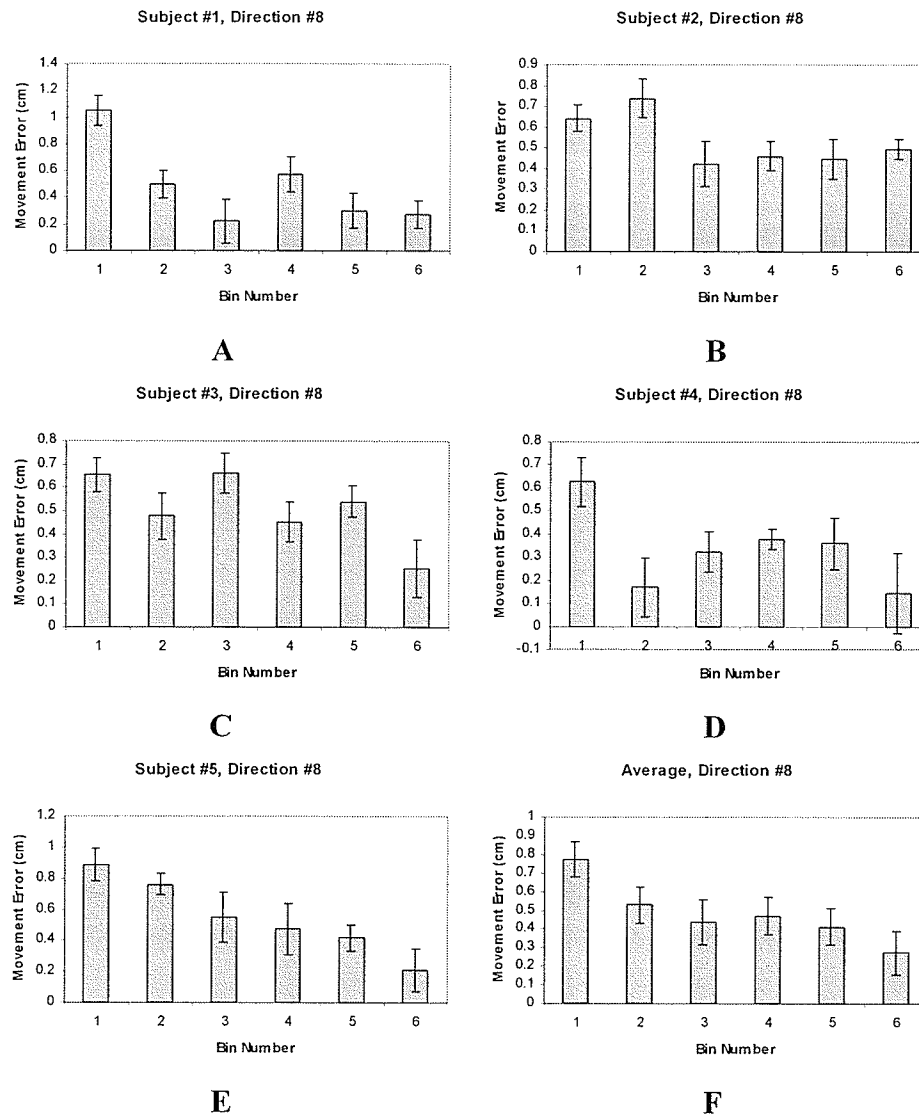 Subject #1, Direction #8
Movement Error (cm)
1.4
1.2
1
0.8
0.6
0.4
0.2
0
1 2 3 4 5 6
Bin Number
A
Subject #2, Direction #8
Movement Error
0.9
0.8
0.7
0.6
0.5
0.4
0.3
0.2
0.1
0
1 2 3 4 5 6
Bin Number
B
Subject #3, Direction #8
Movement Error (cm)
0.8
0.7
0.6
0.5
0.4
0.3
0.2
0.1
0
1 2 3 4 5 6
Bin Number
C
Subject #4, Direction #8
Movement Error (cm)
0.8
0.7
0.6
0.5
0.4
0.3
0.2
0.1
0
-0.1
1 2 3 4 5 6
Bin Number
D
Subject #5, Direction #8
Movement Error (cm)
1.2
1
0.8
0.6
0.4
0.2
0
1 2 3 4 5 6
Bin Number
E
Average, Direction #8
Movement Error (cm)
1
0.9
0.8
0.7
0.6
0.5
0.4
0.3
0.2
0.1
0
1 2 3 4 5 6
Bin Number
F